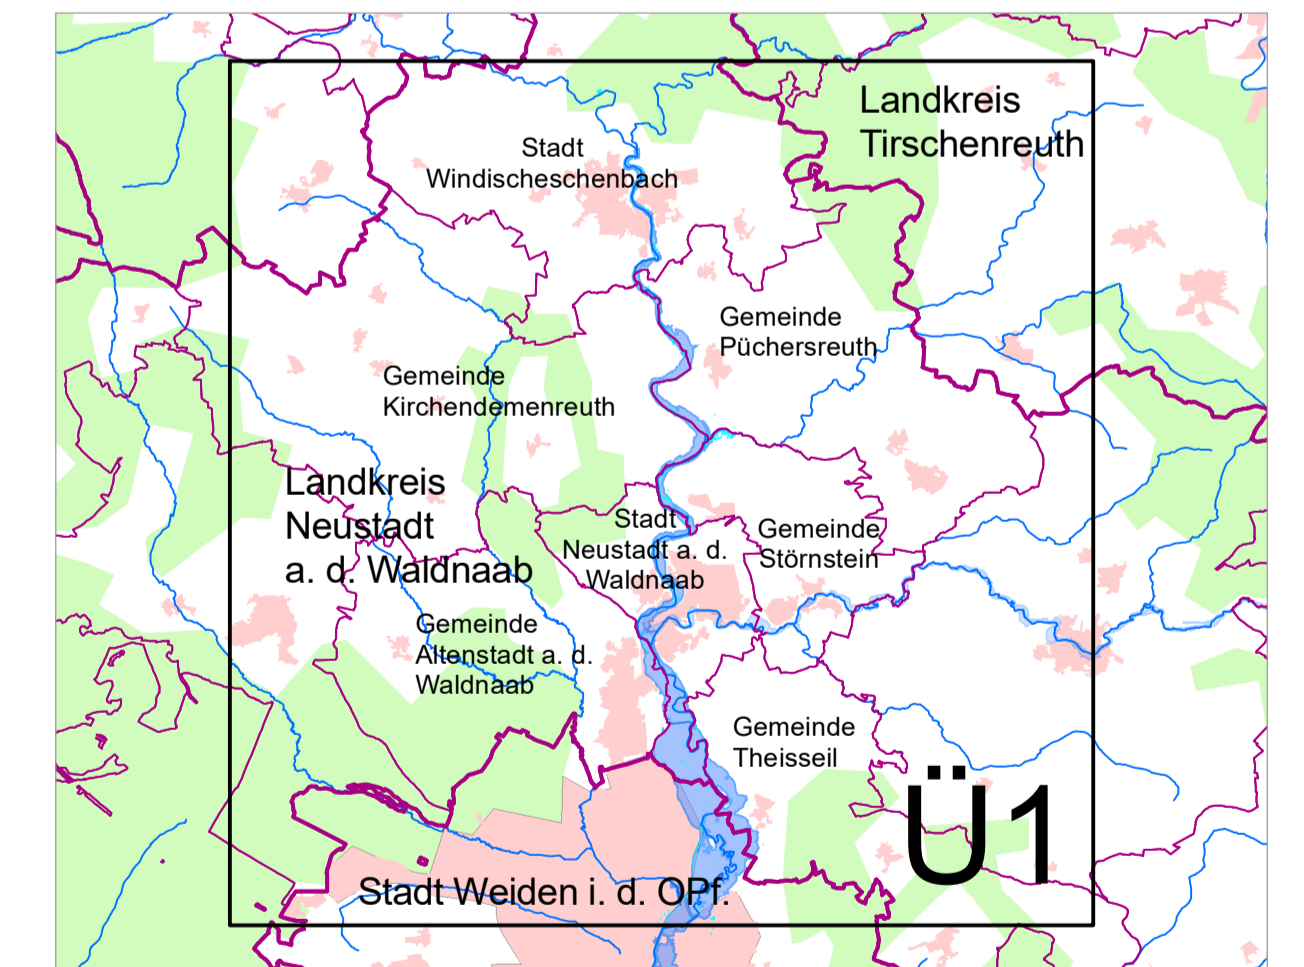 Landkreis
Tirschenreuth
Stadt
Windischeschenbach
Gemeinde
Püchersreuth
Gemeinde
Kirchendemenreuth
Landkreis
Neustadt
a. d. Waldnaab
Stadt
Neustadt a. d.
Waldnaab
Gemeinde
Störnstein
Gemeinde
Altenstadt a. d.
Waldnaab
Gemeinde
Theisseil
Ü1
Stadt Weiden i. d. OPf.